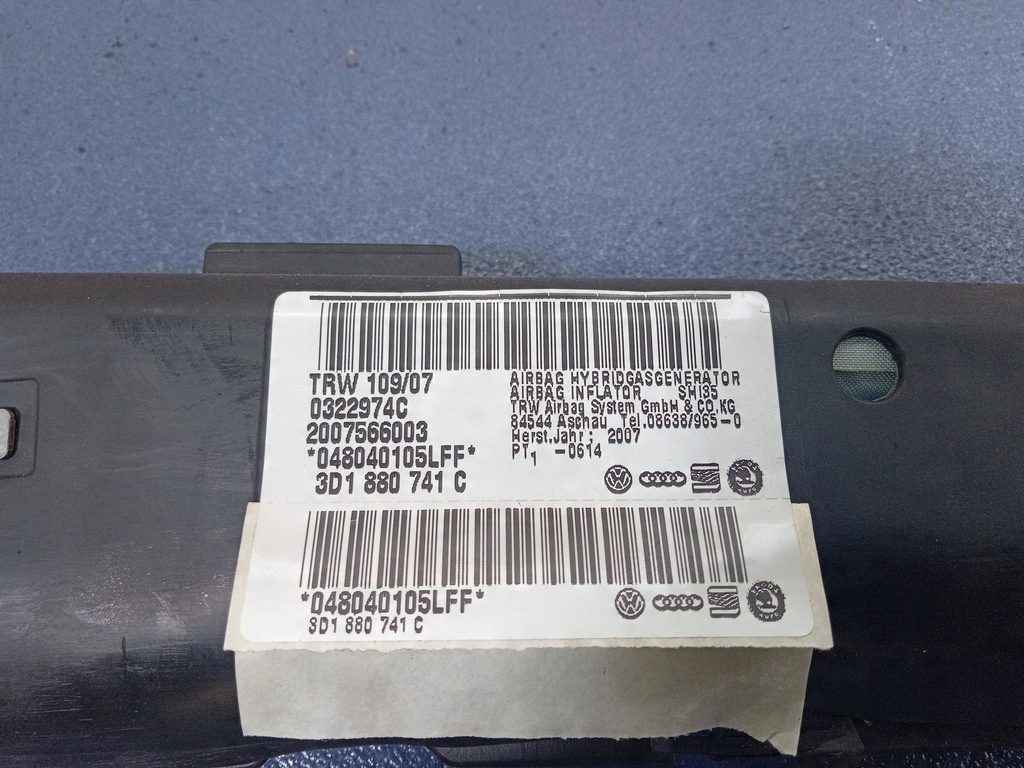 TRW 109/07
0322974C
2007566003
*048040105LFF*
3D1 880 741 C
AIRBAG HYBRIDGASGENERATOR
AIRBAG INFLATOR SHI35
TRW Airbag System GmbH & CO.KG
84544 Aschau Tel.08638/965-0
Herst.Jahr: 2007
PT1 -0614
*048040105LFF*
3D1 880 741 C